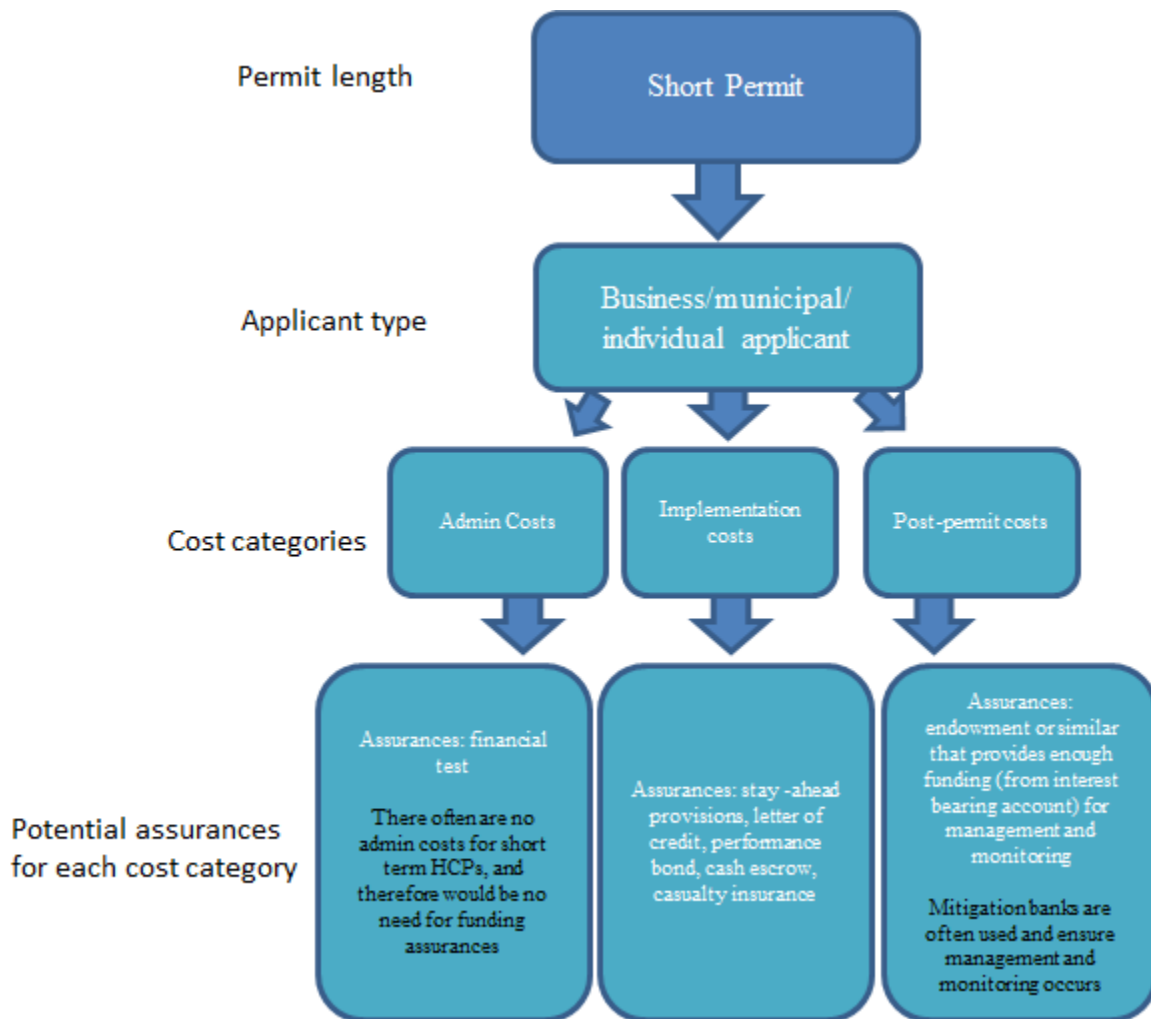 Permit length
Short Permit
Applicant type
Business/municipal/
individual applicant
Cost categories
Admin Costs
Implementation
costs
Post-permit costs
Potential assurances
for each cost category
Assurances: financial
test
There often are no
admin costs for short
term HCPs, and
therefore would be no
need for funding
assurances
Assurances: stay -ahead
provisions, letter of
credit, performance
bond, cash escrow,
casualty insurance
Assurances:
endowment or similar
that provides enough
funding (from interest
bearing account) for
management and
monitoring
Mitigation banks are
often used and ensure
management and
monitoring occurs